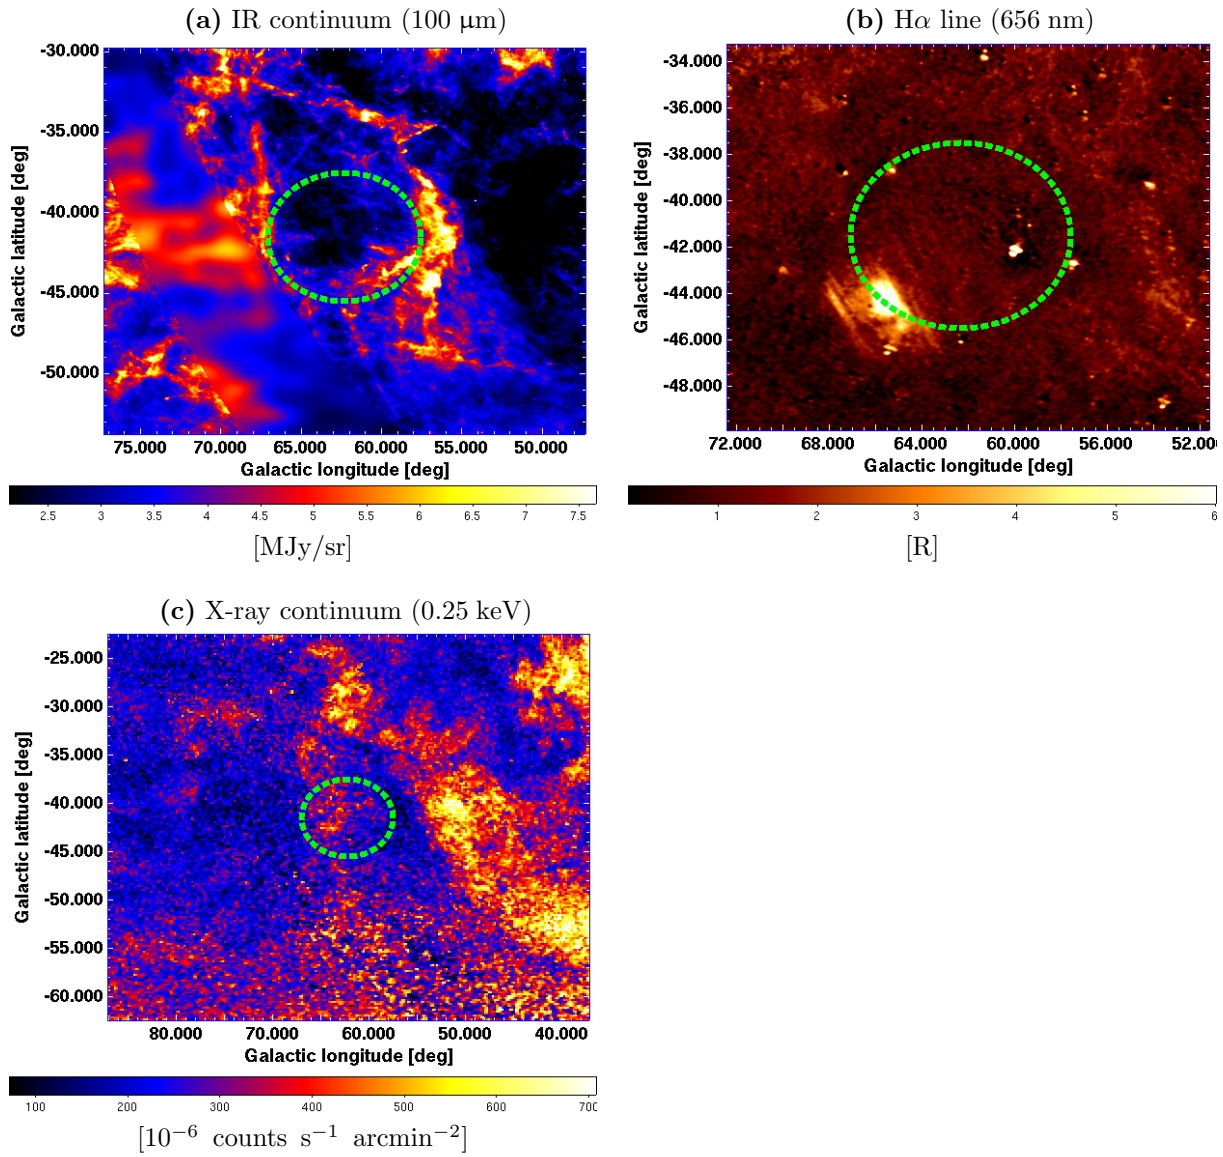 (a) IR continuum (100 μm)
-30.000
-35.000
-40.000
-45.000
-50.000
Galactic latitude [deg]
75.000 70.000 65.000 60.000 55.000 50.000
Galactic longitude [deg]
2.5 3 3.5 4 4.5 5 5.5 6 6.5 7 7.5
[MJy/sr]
(b) Hα line (656 nm)
-34.000
-36.000
-38.000
-40.000
-42.000
-44.000
-46.000
-48.000
Galactic latitude [deg]
72.000 68.000 64.000 60.000 56.000 52.000
Galactic longitude [deg]
1 2 3 4 5 6
[R]
(c) X-ray continuum (0.25 keV)
-25.000
-30.000
-35.000
-40.000
-45.000
-50.000
-55.000
-60.000
Galactic latitude [deg]
80.000 70.000 60.000 50.000 40.000
Galactic longitude [deg]
100 200 300 400 500 600 700
[10⁻⁶ counts s⁻¹ arcmin⁻²]